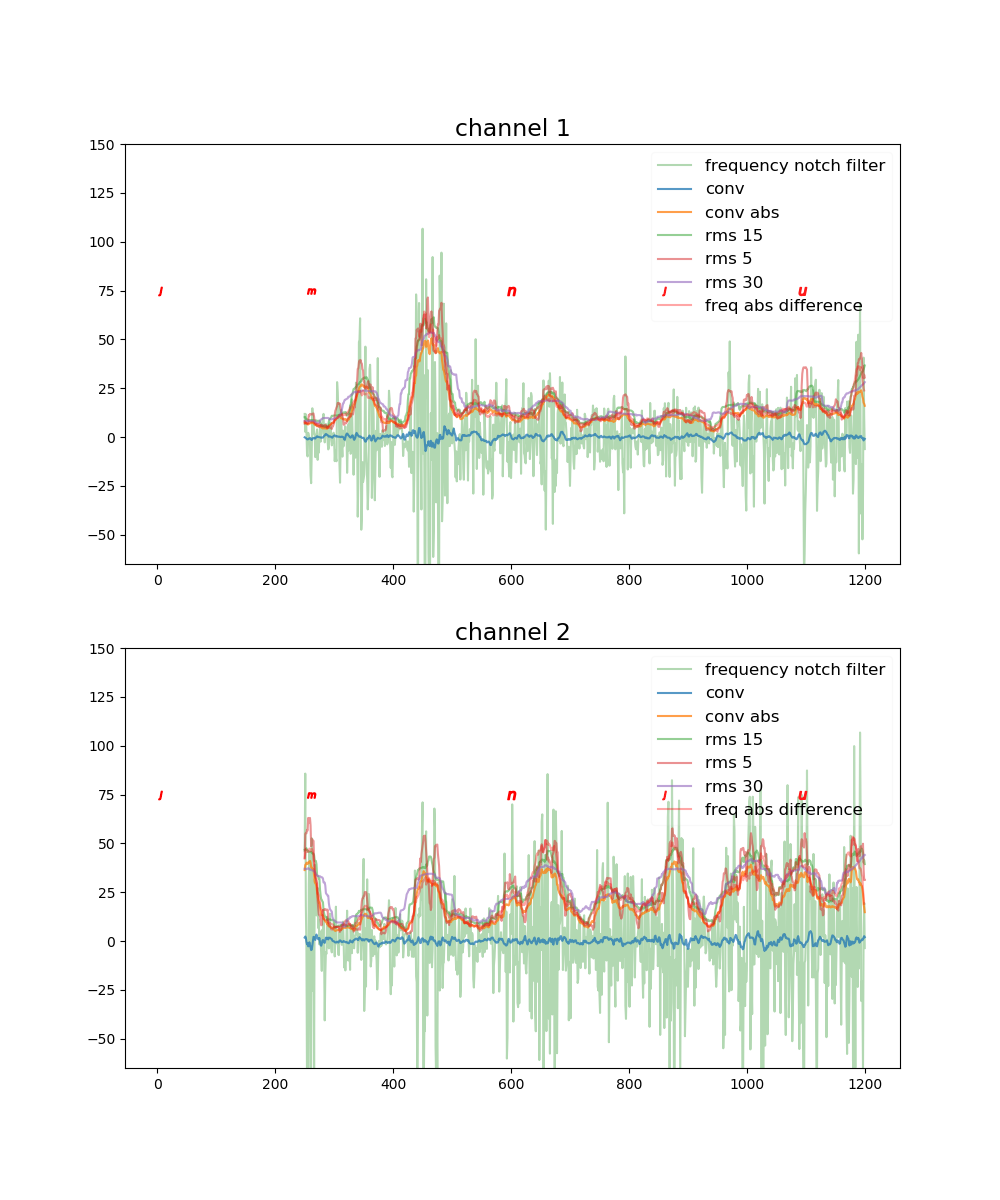 channel 1
150
125
100
75
50
25
0
−25
−50
frequency notch filter
conv
conv abs
rms 15
rms 5
rms 30
freq abs difference
J m n J u
0 200 400 600 800 1000 1200
channel 2
150
125
100
75
50
25
0
−25
−50
frequency notch filter
conv
conv abs
rms 15
rms 5
rms 30
freq abs difference
J m n J u
0 200 400 600 800 1000 1200